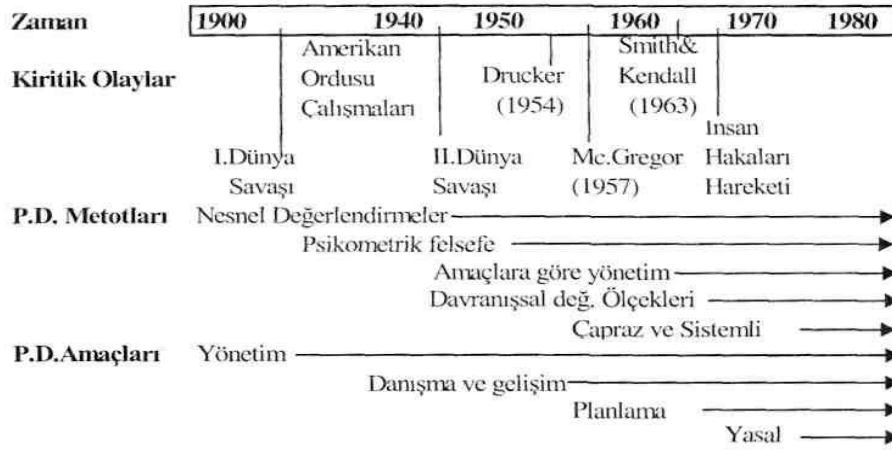 Zaman 1900 1940 1950 1960 1970 1980
Amerikan Smith&
Kiritik Olaylar Ordusu Drucker Kendall
Çalışmaları (1954) (1963)
İnsan
I.Dünya II.Dünya Mc.Gregor Hakaları
Savaşı Savaşı (1957) Hareketi
P.D. Metotları Nesnel Değerlendirmeler
Psikometrik felsefe
Amaçlara göre yönetim
Davranışsal değ. Ölçekleri
Çapraz ve Sistemli
P.D.Amaçları Yönetim
Danışma ve gelişim
Planlama
Yasal